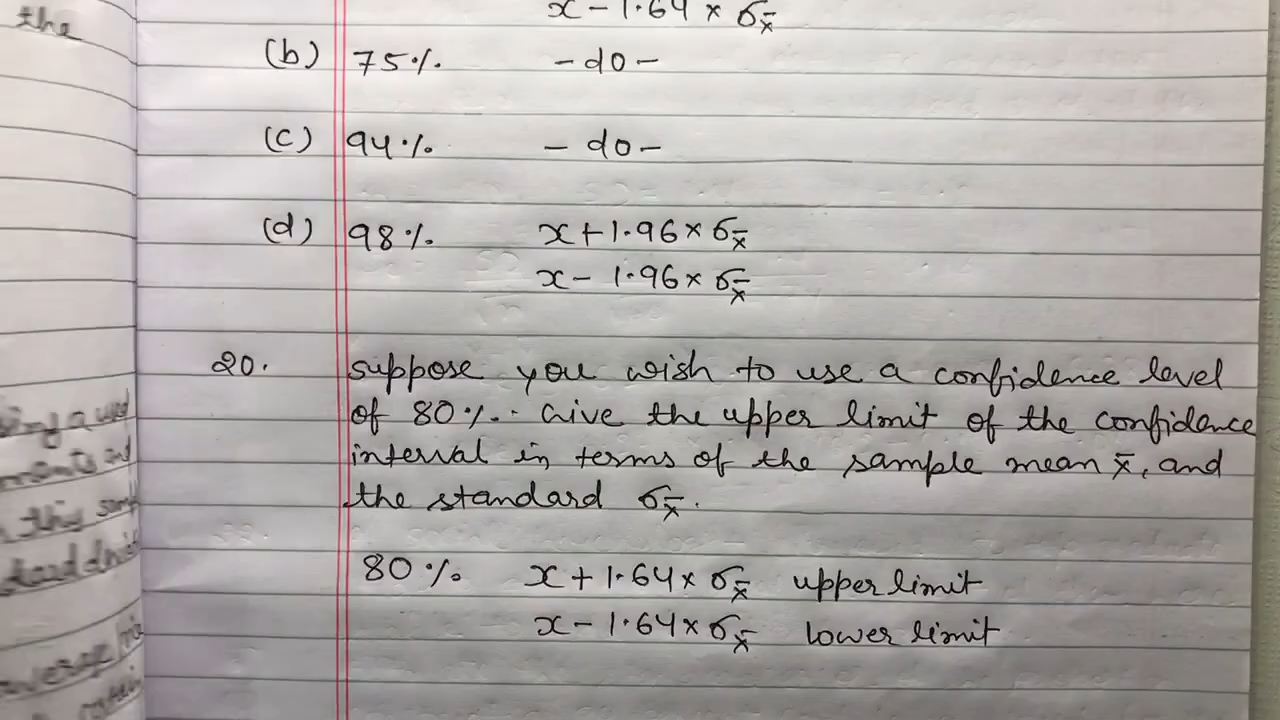 the
x - 1.64 × σx̄
(b) 75% - do -
(c) 94% - do -
(d) 98% x + 1.96 × σx̄
x - 1.96 × σx̄
20. suppose you wish to use a confidence level
of 80%. Give the upper limit of the confidence
interval in terms of the sample mean x̄, and
the standard σx̄.
80% x + 1.64 × σx̄ upper limit
x - 1.64 × σx̄ lower limit